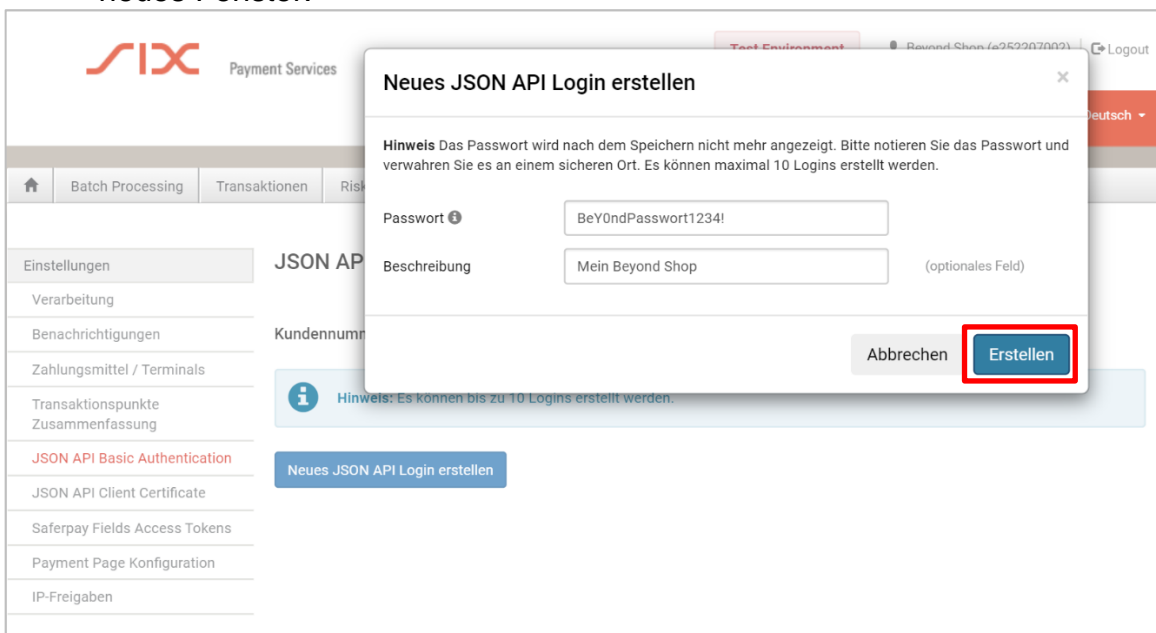 SIX Payment Services
Test Environment
Beyond Shop (e252207002)
Logout
Deutsch
Batch Processing
Transaktionen
Neues JSON API Login erstellen
×
Hinweis Das Passwort wird nach dem Speichern nicht mehr angezeigt. Bitte notieren Sie das Passwort und
verwahren Sie es an einem sicheren Ort. Es können maximal 10 Logins erstellt werden.
Passwort
BeY0ndPasswort1234!
Beschreibung
Mein Beyond Shop
(optionales Feld)
Abbrechen
Erstellen
Einstellungen
Verarbeitung
Benachrichtigungen
Zahlungsmittel / Terminals
Transaktionspunkte
Zusammenfassung
JSON API Basic Authentication
JSON API Client Certificate
Saferpay Fields Access Tokens
Payment Page Konfiguration
IP-Freigaben
JSON AP
Kundennumm
Hinweis: Es können bis zu 10 Logins erstellt werden.
Neues JSON API Login erstellen